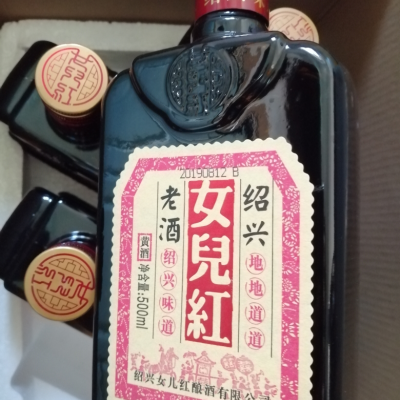 20190812 B
绍兴
女兒紅
老酒
地地道道
绍兴味道
黄酒
净含量:500ml
绍兴女儿红酿酒有限公司